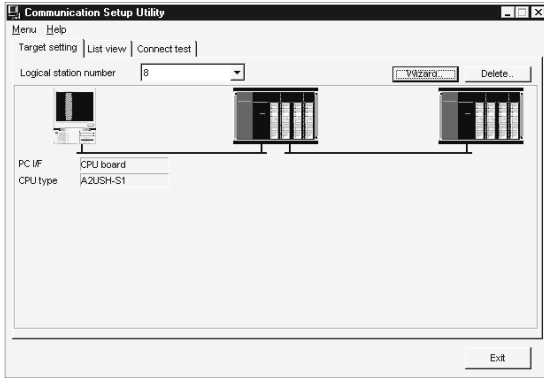 Communication Setup Utility
Menu Help
Target setting List view Connect test
Logical station number 8 Wizard.. Delete..
PC I/F CPU board
CPU type A2USH-S1
Exit